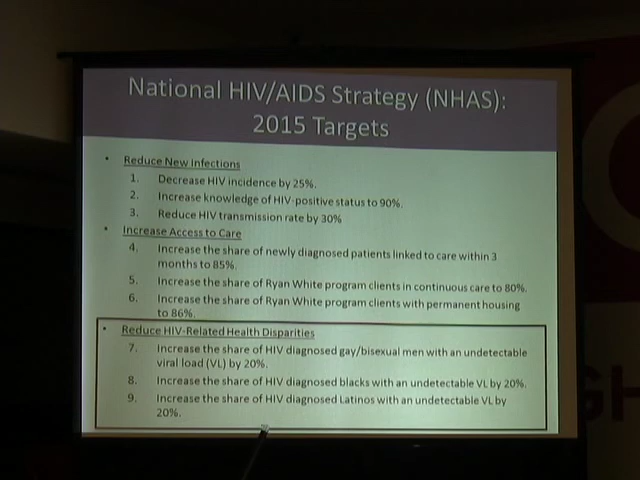 National HIV/AIDS Strategy (NHAS):
2015 Targets
• Reduce New Infections
1. Decrease HIV incidence by 25%.
2. Increase knowledge of HIV-positive status to 90%.
3. Reduce HIV transmission rate by 30%
• Increase Access to Care
4. Increase the share of newly diagnosed patients linked to care within 3
months to 85%.
5. Increase the share of Ryan White program clients in continuous care to 80%.
6. Increase the share of Ryan White program clients with permanent housing
to 86%.
• Reduce HIV-Related Health Disparities
7. Increase the share of HIV diagnosed gay/bisexual men with an undetectable
viral load (VL) by 20%.
8. Increase the share of HIV diagnosed blacks with an undetectable VL by 20%.
9. Increase the share of HIV diagnosed Latinos with an undetectable VL by
20%.